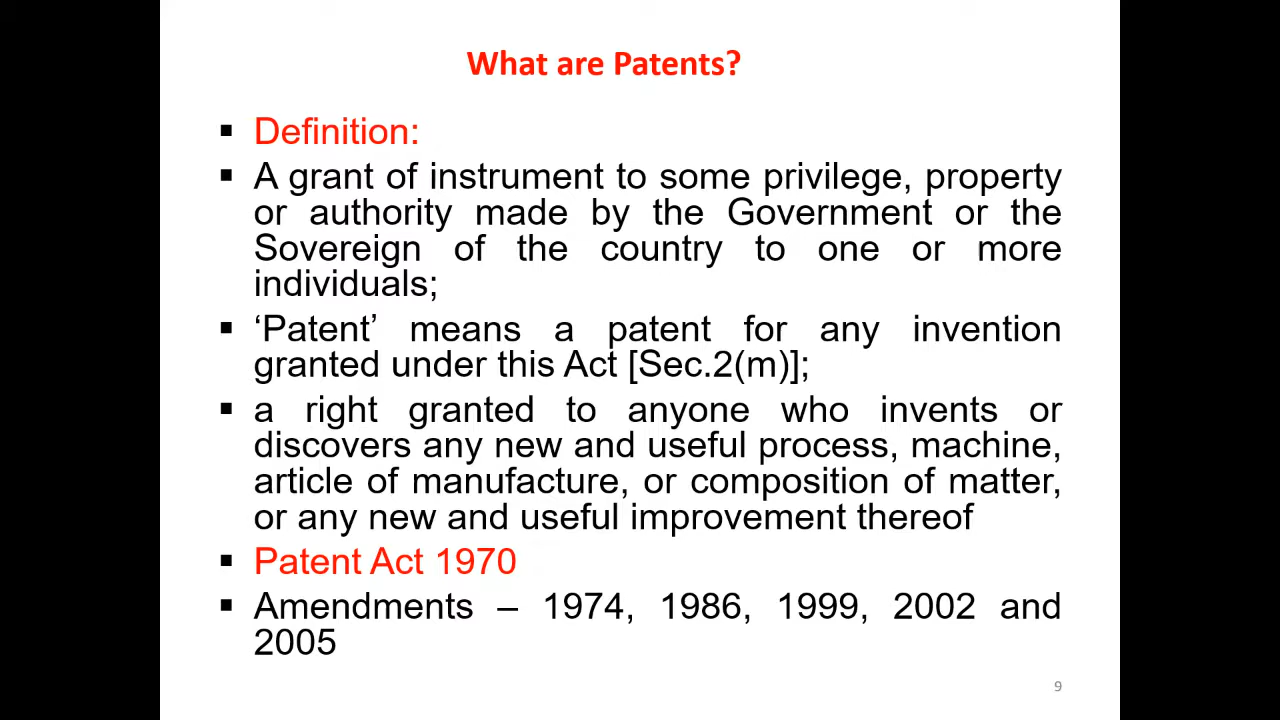 What are Patents?
▪ Definition:
▪ A grant of instrument to some privilege, property
or authority made by the Government or the
Sovereign of the country to one or more
individuals;
▪ ‘Patent’ means a patent for any invention
granted under this Act [Sec.2(m)];
▪ a right granted to anyone who invents or
discovers any new and useful process, machine,
article of manufacture, or composition of matter,
or any new and useful improvement thereof
▪ Patent Act 1970
▪ Amendments – 1974, 1986, 1999, 2002 and
2005
9